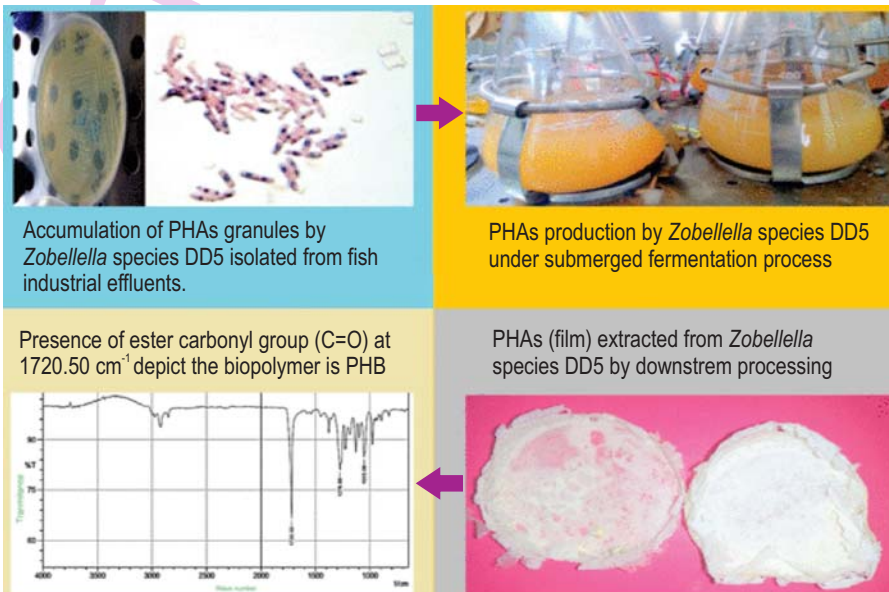 Accumulation of PHAs granules by
Zobellella species DD5 isolated from fish
industrial effluents.
PHAs production by Zobellella species DD5
under submerged fermentation process
Presence of ester carbonyl group (C=O) at
1720.50 cm-1 depict the biopolymer is PHB
PHAs (film) extracted from Zobellella
species DD5 by downstrem processing
90
%T
75
60
4000
3500
3000
2500
2000
1500
1000
Wave number